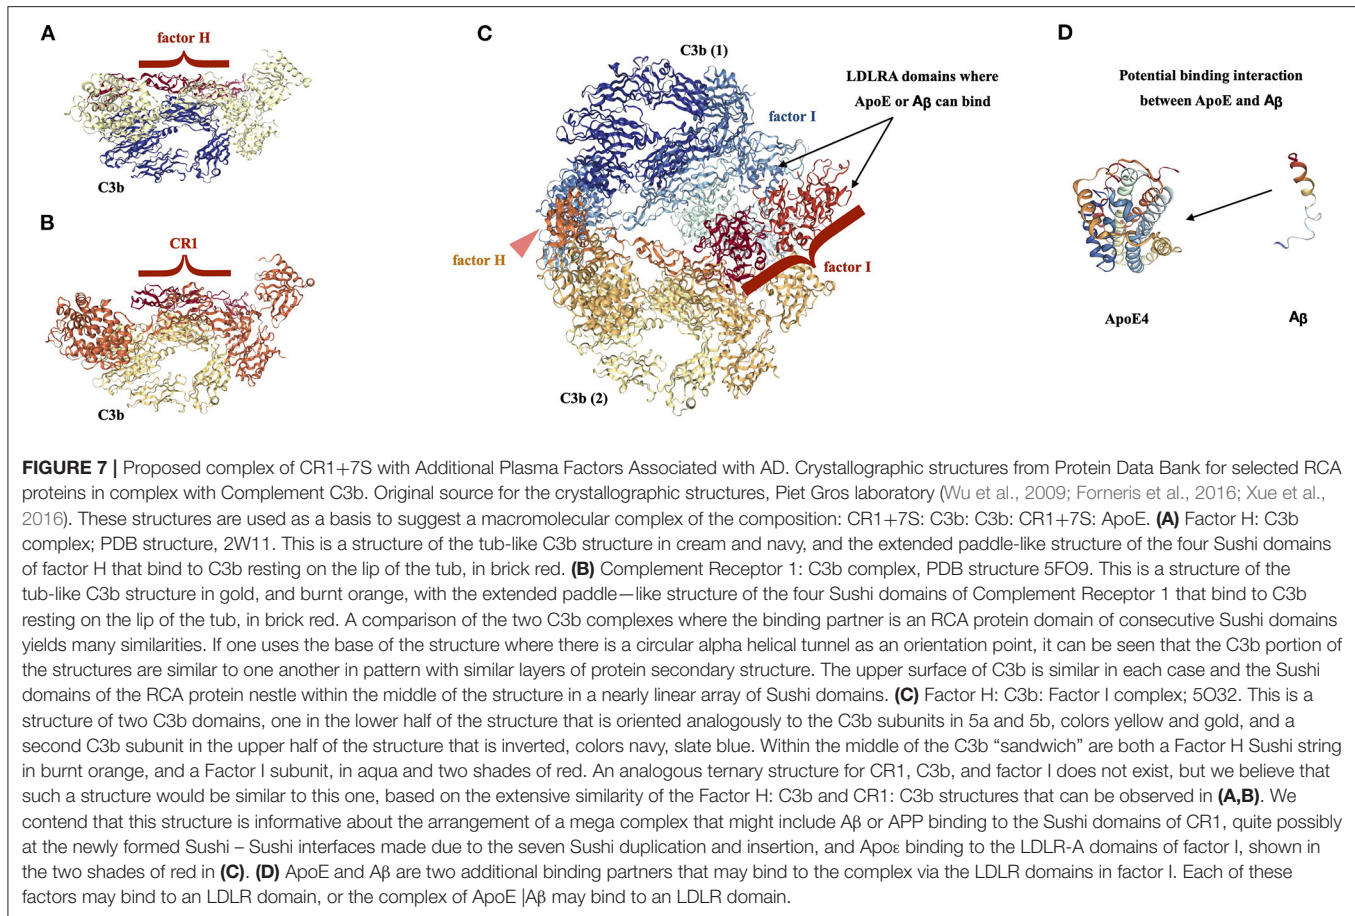 A
factor H
C3b
B
CR1
C3b
C
C3b (1)
LDLRA domains where
ApoE or Aβ can bind
factor I
factor H
factor I
C3b (2)
D
Potential binding interaction
between ApoE and Aβ
ApoE4
Aβ
FIGURE 7 | Proposed complex of CR1+7S with Additional Plasma Factors Associated with AD. Crystallographic structures from Protein Data Bank for selected RCA
proteins in complex with Complement C3b. Original source for the crystallographic structures, Piet Gros laboratory (Wu et al., 2009; Forneris et al., 2016; Xue et al.,
2016). These structures are used as a basis to suggest a macromolecular complex of the composition: CR1+7S: C3b: C3b: CR1+7S: ApoE. (A) Factor H: C3b
complex; PDB structure, 2W11. This is a structure of the tub-like C3b structure in cream and navy, and the extended paddle-like structure of the four Sushi domains
of factor H that bind to C3b resting on the lip of the tub, in brick red. (B) Complement Receptor 1: C3b complex, PDB structure 5FO9. This is a structure of the
tub-like C3b structure in gold, and burnt orange, with the extended paddle—like structure of the four Sushi domains of Complement Receptor 1 that bind to C3b
resting on the lip of the tub, in brick red. A comparison of the two C3b complexes where the binding partner is an RCA protein domain of consecutive Sushi domains
yields many similarities. If one uses the base of the structure where there is a circular alpha helical tunnel as an orientation point, it can be seen that the C3b portion of
the structures are similar to one another in pattern with similar layers of protein secondary structure. The upper surface of C3b is similar in each case and the Sushi
domains of the RCA protein nestle within the middle of the structure in a nearly linear array of Sushi domains. (C) Factor H: C3b: Factor I complex; 5O32. This is a
structure of two C3b domains, one in the lower half of the structure that is oriented analogously to the C3b subunits in 5a and 5b, colors yellow and gold, and a
second C3b subunit in the upper half of the structure that is inverted, colors navy, slate blue. Within the middle of the C3b “sandwich” are both a Factor H Sushi string
in burnt orange, and a Factor I subunit, in aqua and two shades of red. An analogous ternary structure for CR1, C3b, and factor I does not exist, but we believe that
such a structure would be similar to this one, based on the extensive similarity of the Factor H: C3b and CR1: C3b structures that can be observed in (A,B). We
contend that this structure is informative about the arrangement of a mega complex that might include Aβ or APP binding to the Sushi domains of CR1, quite possibly
at the newly formed Sushi – Sushi interfaces made due to the seven Sushi duplication and insertion, and Apoε binding to the LDLR-A domains of factor I, shown in
the two shades of red in (C). (D) ApoE and Aβ are two additional binding partners that may bind to the complex via the LDLR domains in factor I. Each of these
factors may bind to an LDLR domain, or the complex of ApoE |Aβ may bind to an LDLR domain.